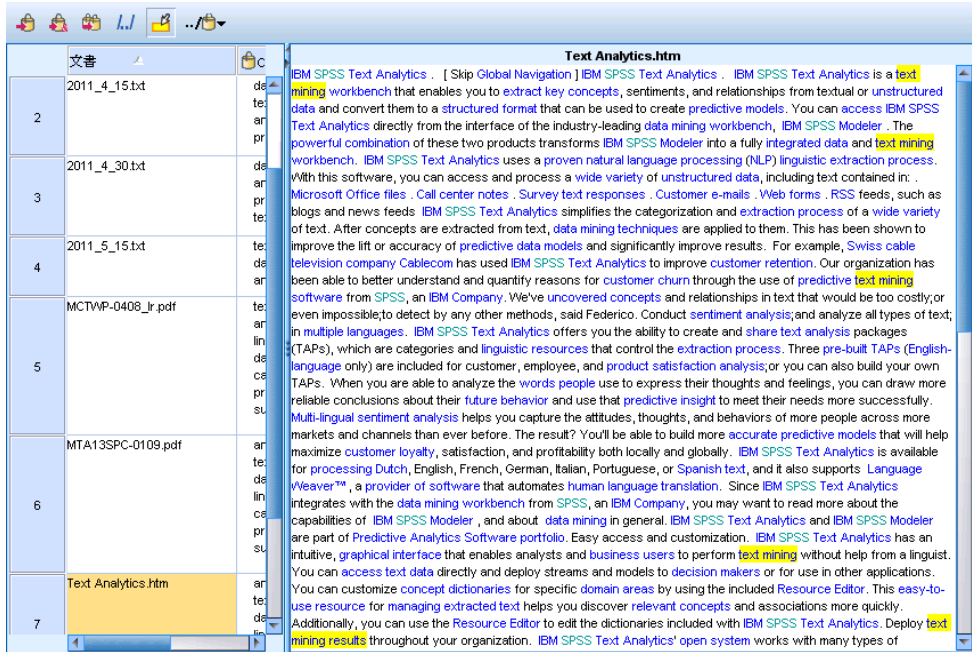 /../
../
文書
C
2
2011_4_15.txt
da
te:
ar
pr
3
2011_4_30.txt
da
ar
pr
te:
4
2011_5_15.txt
te:
da
ar
5
MCTWP-0408_lr.pdf
te:
ar
lin
da
ca
pr
su
6
MTA13SPC-0109.pdf
ar
te:
da
lin
ca
pr
su
7
Text Analytics.htm
ar
te:
da
lin
Text Analytics.htm
IBM SPSS Text Analytics . [ Skip Global Navigation ] IBM SPSS Text Analytics . IBM SPSS Text Analytics is a text
mining workbench that enables you to extract key concepts, sentiments, and relationships from textual or unstructured
data and convert them to a structured format that can be used to create predictive models. You can access IBM SPSS
Text Analytics directly from the interface of the industry-leading data mining workbench, IBM SPSS Modeler . The
powerful combination of these two products transforms IBM SPSS Modeler into a fully integrated data and text mining
workbench. IBM SPSS Text Analytics uses a proven natural language processing (NLP) linguistic extraction process.
With this software, you can access and process a wide variety of unstructured data, including text contained in: .
Microsoft Office files . Call center notes . Survey text responses . Customer e-mails . Web forms . RSS feeds, such as
blogs and news feeds IBM SPSS Text Analytics simplifies the categorization and extraction process of a wide variety
of text. After concepts are extracted from text, data mining techniques are applied to them. This has been shown to
improve the lift or accuracy of predictive data models and significantly improve results. For example, Swiss cable
television company Cablecom has used IBM SPSS Text Analytics to improve customer retention. Our organization has
been able to better understand and quantify reasons for customer churn through the use of predictive text mining
software from SPSS, an IBM Company. We've uncovered concepts and relationships in text that would be too costly;or
even impossible;to detect by any other methods, said Federico. Conduct sentiment analysis;and analyze all types of text;
in multiple languages. IBM SPSS Text Analytics offers you the ability to create and share text analysis packages
(TAPs), which are categories and linguistic resources that control the extraction process. Three pre-built TAPs (English-
language only) are included for customer, employee, and product satisfaction analysis;or you can also build your own
TAPs. When you are able to analyze the words people use to express their thoughts and feelings, you can draw more
reliable conclusions about their future behavior and use that predictive insight to meet their needs more successfully.
Multi-lingual sentiment analysis helps you capture the attitudes, thoughts, and behaviors of more people across more
markets and channels than ever before. The result? You'll be able to build more accurate predictive models that will help
maximize customer loyalty, satisfaction, and profitability both locally and globally. IBM SPSS Text Analytics is available
for processing Dutch, English, French, German, Italian, Portuguese, or Spanish text, and it also supports Language
Weaver™ , a provider of software that automates human language translation. Since IBM SPSS Text Analytics
integrates with the data mining workbench from SPSS, an IBM Company, you may want to read more about the
capabilities of IBM SPSS Modeler , and about data mining in general. IBM SPSS Text Analytics and IBM SPSS Modeler
are part of Predictive Analytics Software portfolio. Easy access and customization. IBM SPSS Text Analytics has an
intuitive, graphical interface that enables analysts and business users to perform text mining without help from a linguist.
You can access text data directly and deploy streams and models to decision makers or for use in other applications.
You can customize concept dictionaries for specific domain areas by using the included Resource Editor. This easy-to-
use resource for managing extracted text helps you discover relevant concepts and associations more quickly.
Additionally, you can use the Resource Editor to edit the dictionaries included with IBM SPSS Text Analytics. Deploy text
mining results throughout your organization. IBM SPSS Text Analytics' open system works with many types of